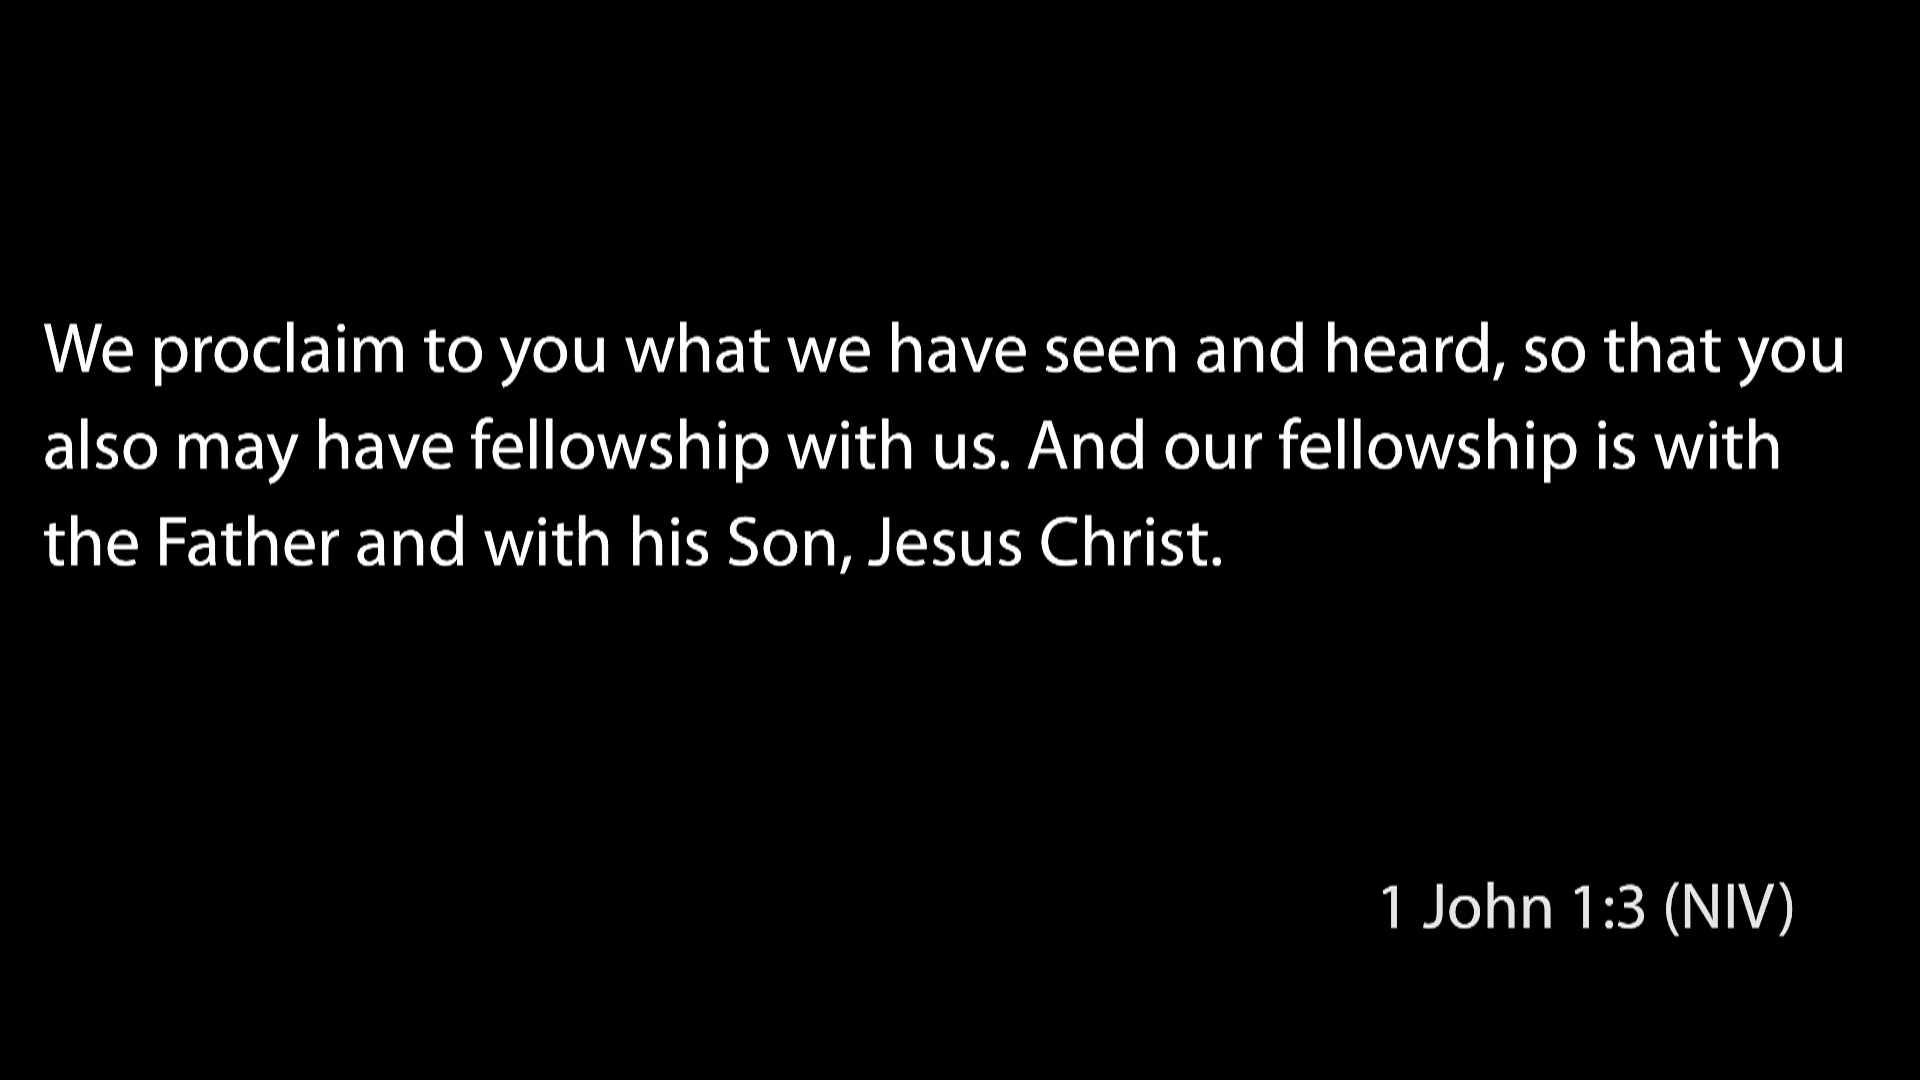 We proclaim to you what we have seen and heard, so that you
also may have fellowship with us. And our fellowship is with
the Father and with his Son, Jesus Christ.
1 John 1:3 (NIV)